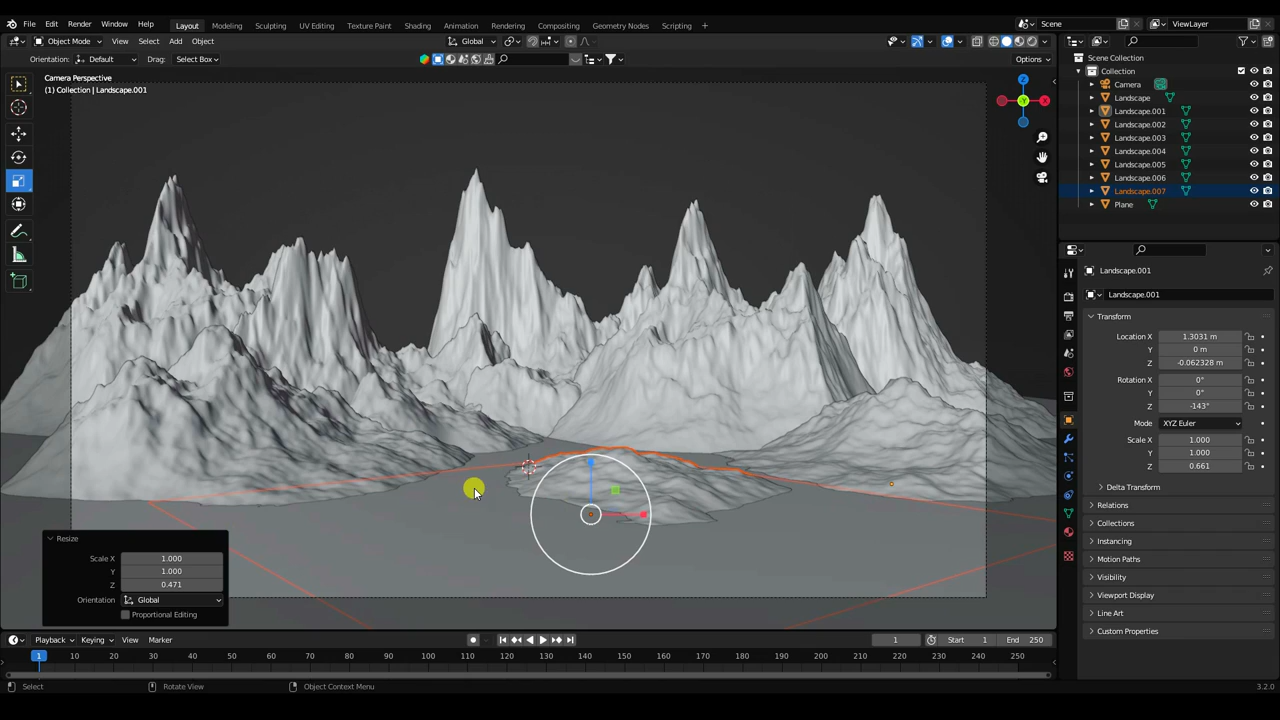 File Edit Render Window Help Layout Modeling Sculpting UV Editing Texture Paint Shading Animation Rendering Compositing Geometry Nodes Scripting + Scene ViewLayer
Object Mode View Select Add Object Global
Orientation: Default Drag: Select Box Options
Camera Perspective
(1) Collection | Landscape.001
Z
X
Y
Scene Collection
Collection
Camera
Landscape
Landscape.001
Landscape.002
Landscape.003
Landscape.004
Landscape.005
Landscape.006
Landscape.007
Plane
Landscape.001
Landscape.001
Transform
Location X 1.3031 m
Y 0 m
Z -0.062328 m
Rotation X 0°
Y 0°
Z -143°
Mode XYZ Euler
Scale X 1.000
Y 1.000
Z 0.661
Delta Transform
Relations
Collections
Instancing
Motion Paths
Visibility
Viewport Display
Line Art
Custom Properties
Resize
Scale X 1.000
Y 1.000
Z 0.471
Orientation Global
Proportional Editing
Playback Keying View Marker 1 Start 1 End 250
1 10 20 30 40 50 60 70 80 90 100 110 120 130 140 150 160 170 180 190 200 210 220 230 240 250
Select Rotate View Object Context Menu 3.2.0